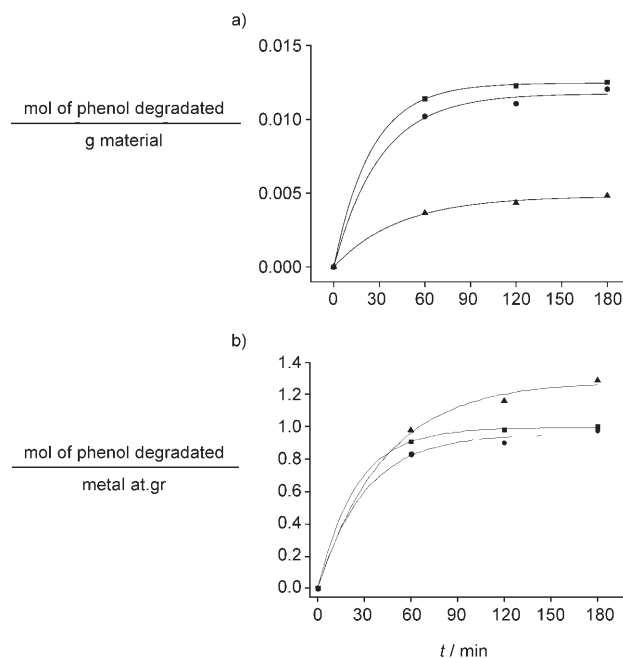 a)
mol of phenol degraded
g material
0.015
0.010
0.005
0.000
0 30 60 90 120 150 180
b)
mol of phenol degraded
metal at.gr
1.4
1.2
1.0
0.8
0.6
0.4
0.2
0.0
0 30 60 90 120 150 180
t / min